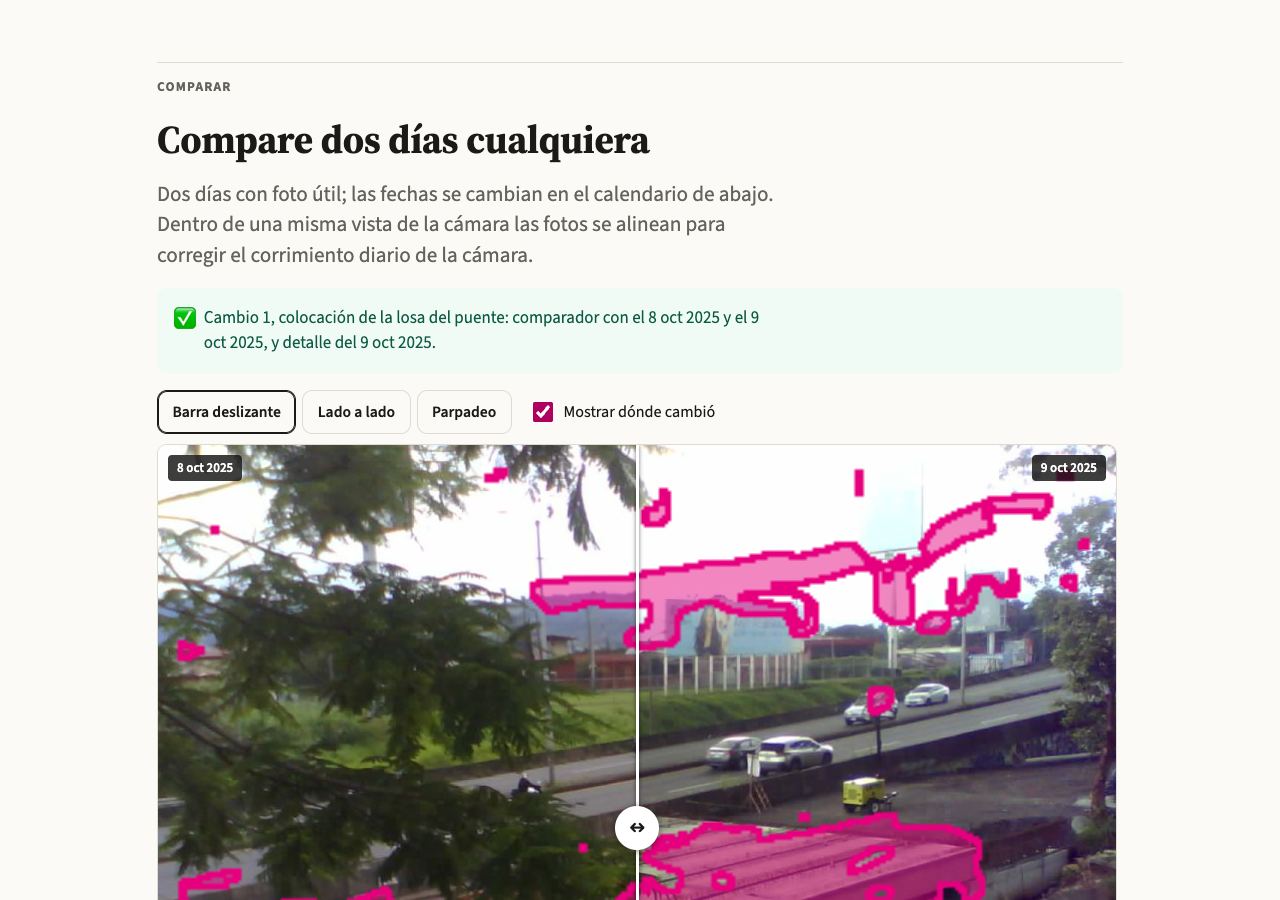 COMPARAR
Compare dos días cualquiera
Dos días con foto útil; las fechas se cambian en el calendario de abajo.
Dentro de una misma vista de la cámara las fotos se alinean para
corregir el corrimiento diario de la cámara.
Cambio 1, colocación de la losa del puente: comparador con el 8 oct 2025 y el 9
oct 2025, y detalle del 9 oct 2025.
Barra deslizante
Lado a lado
Parpadeo
Mostrar dónde cambió
8 oct 2025
9 oct 2025